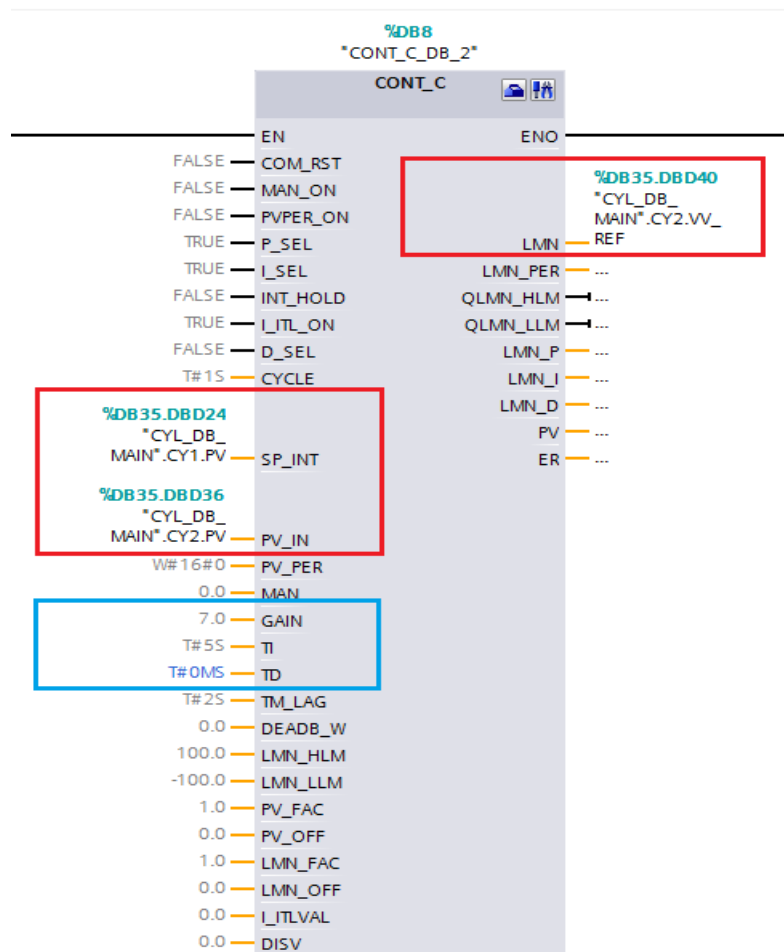 %DB8
"CONT_C_DB_2"
CONT_C
EN
ENO
FALSE
COM_RST
FALSE
MAN_ON
FALSE
PVPER_ON
TRUE
P_SEL
%DB35.DBD40
"CYL_DB_
MAIN".CY2.VV_
REF
LMN
TRUE
I_SEL
LMN_PER
...
FALSE
INT_HOLD
QLMN_HLM
...
TRUE
I_ITL_ON
QLMN_LLM
...
FALSE
D_SEL
LMN_P
...
T#1S
CYCLE
LMN_I
...
LMN_D
...
PV
...
ER
...
%DB35.DBD24
"CYL_DB_
MAIN".CY1.PV
SP_INT
%DB35.DBD36
"CYL_DB_
MAIN".CY2.PV
PV_IN
W#16#0
PV_PER
0.0
MAN
7.0
GAIN
T#5S
TI
T#0MS
TD
T#2S
TM_LAG
0.0
DEADB_W
100.0
LMN_HLM
-100.0
LMN_LLM
1.0
PV_FAC
0.0
PV_OFF
1.0
LMN_FAC
0.0
LMN_OFF
0.0
I_ITLVAL
0.0
DISV